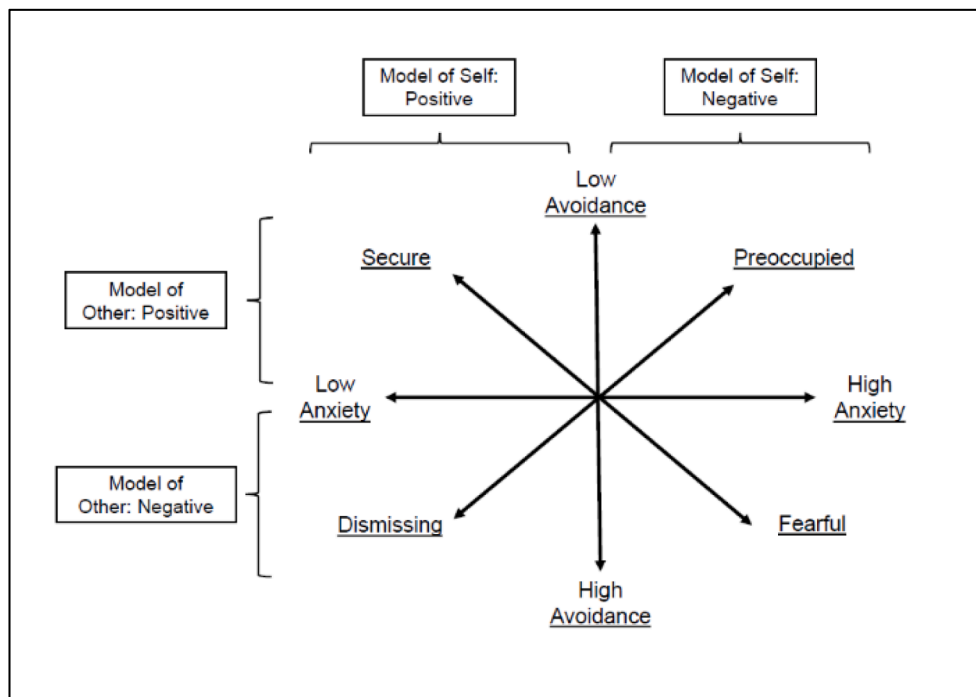 Model of Self:
Positive
Model of Self:
Negative
Low
Avoidance
Secure
Preoccupied
Model of
Other: Positive
Low
Anxiety
High
Anxiety
Model of
Other: Negative
Dismissing
Fearful
High
Avoidance